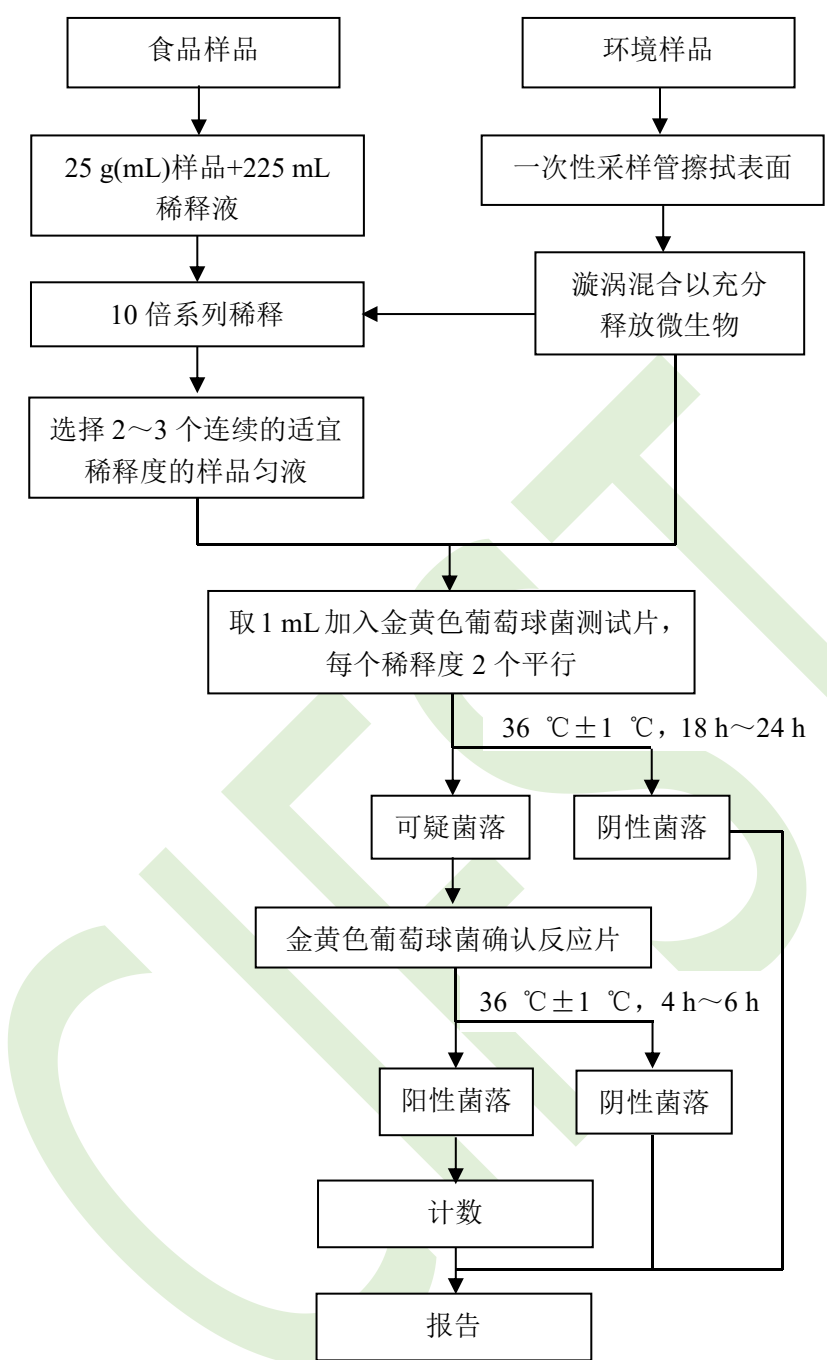 食品样品
环境样品
25 g(mL)样品+225 mL
稀释液
一次性采样管擦拭表面
10 倍系列稀释
漩涡混合以充分
释放微生物
选择 2～3 个连续的适宜
稀释度的样品匀液
取 1 mL 加入金黄色葡萄球菌测试片，
每个稀释度 2 个平行
36 ℃±1 ℃，18 h～24 h
可疑菌落
阴性菌落
金黄色葡萄球菌确认反应片
36 ℃±1 ℃，4 h～6 h
阳性菌落
阴性菌落
计数
报告
CIFST